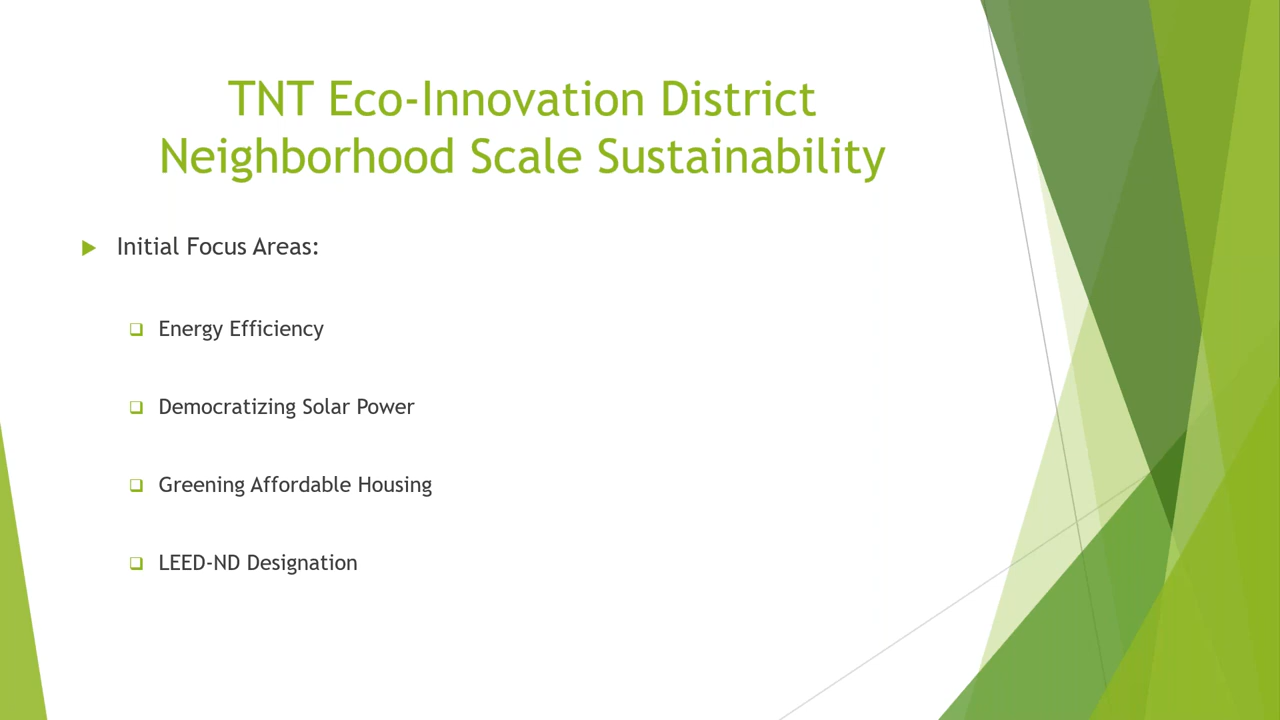 TNT Eco-Innovation District
Neighborhood Scale Sustainability
Initial Focus Areas:
Energy Efficiency
Democratizing Solar Power
Greening Affordable Housing
LEED-ND Designation